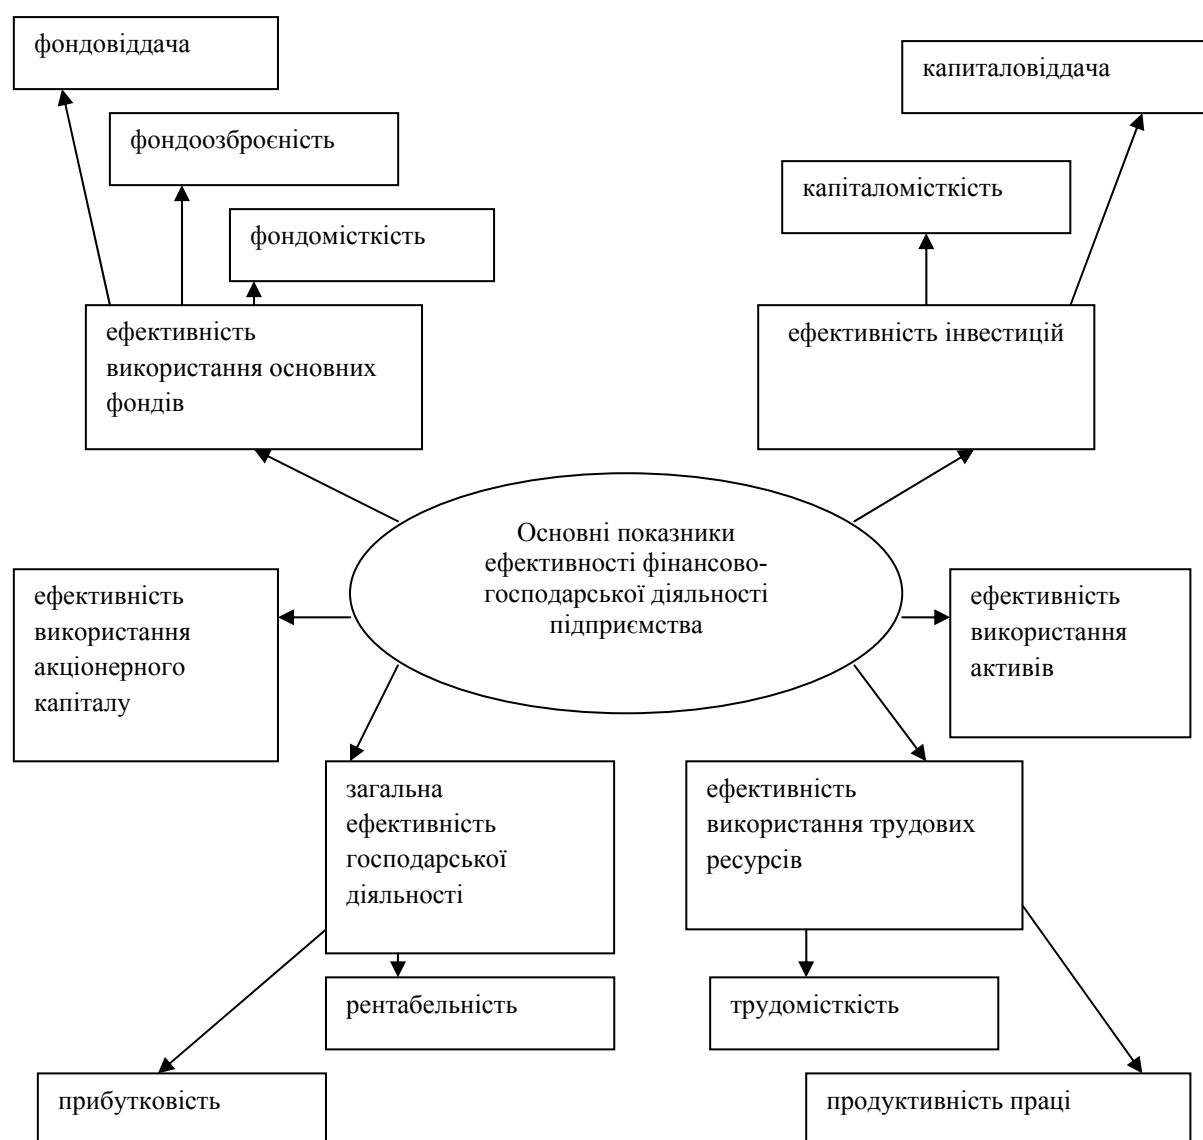 фондовіддача
капиталовіддача
фондоозброєність
капіталомісткість
фондомісткість
ефективність
використання основних
фондів
ефективність інвестицій
Основні показники
ефективності фінансово-
господарської діяльності
підприємства
ефективність
використання
акціонерного
капіталу
ефективність
використання
активів
загальна
ефективність
господарської
діяльності
ефективність
використання трудових
ресурсів
рентабельність
трудомісткість
прибутковість
продуктивність праці